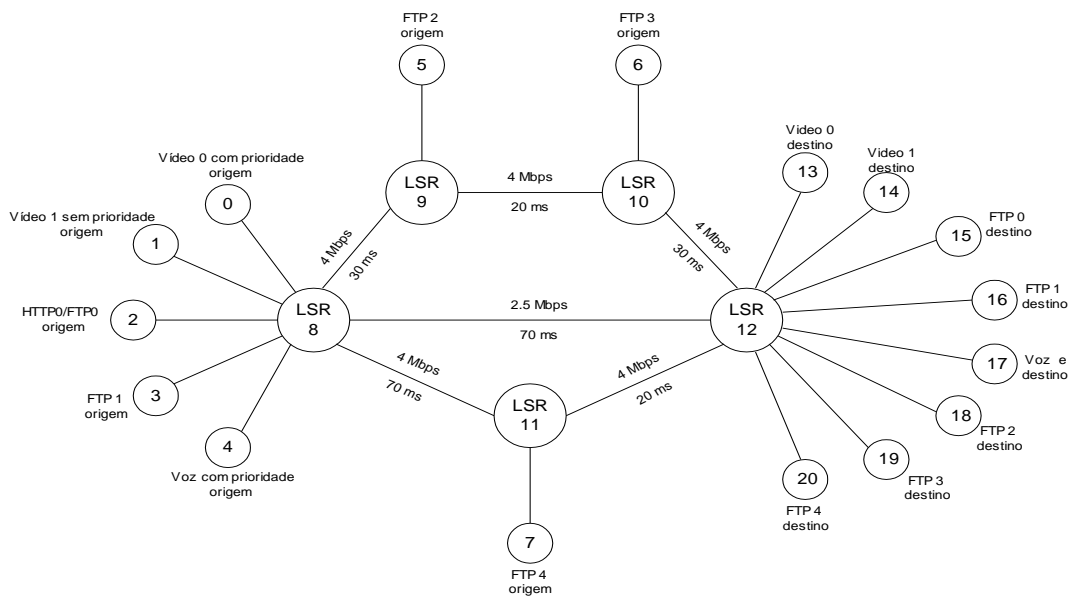 FTP 2
origem
5
FTP 3
origem
6
Vídeo 0 com prioridade
origem
0
Vídeo 1 sem prioridade
origem
1
HTTP0/FTP0
origem
2
FTP 1
origem
3
4
Voz com prioridade
origem
LSR
8
LSR
9
LSR
10
LSR
11
LSR
12
4 Mbps
30 ms
4 Mbps
20 ms
4 Mbps
30 ms
2.5 Mbps
70 ms
4 Mbps
70 ms
4 Mbps
20 ms
7
FTP 4
origem
Video 0
destino
13
Video 1
destino
14
15
FTP 0
destino
16
FTP 1
destino
17
Voz e
destino
18
FTP 2
destino
19
FTP 3
destino
20
FTP 4
destino